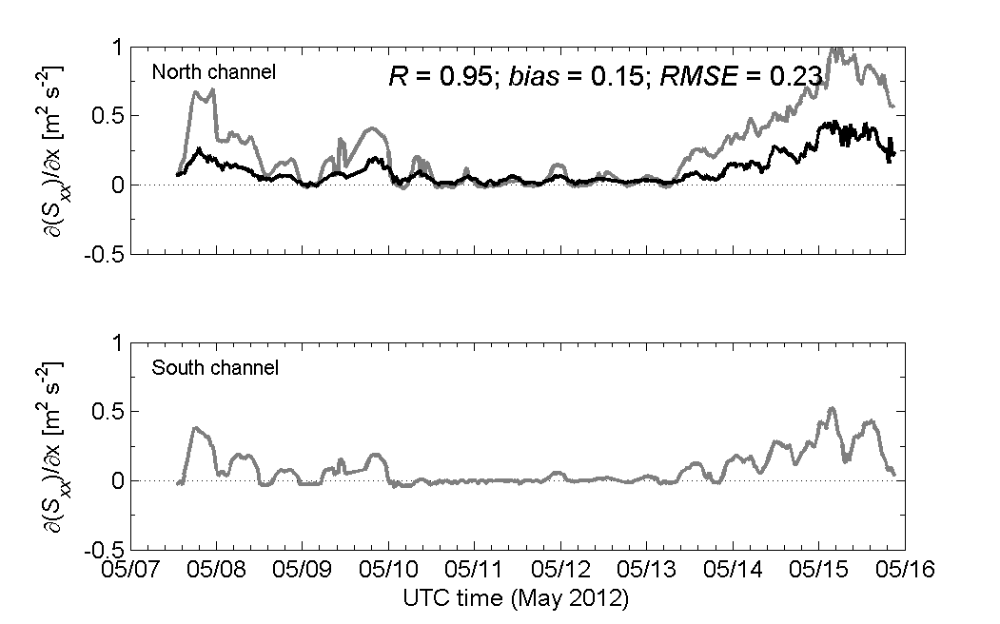 1
North channel
R = 0.95; bias = 0.15; RMSE = 0.23
0.5
0
-0.5
∂(Sxx)/∂x [m² s⁻²]
1
South channel
0.5
0
-0.5
∂(Sxx)/∂x [m² s⁻²]
05/07 05/08 05/09 05/10 05/11 05/12 05/13 05/14 05/15 05/16
UTC time (May 2012)